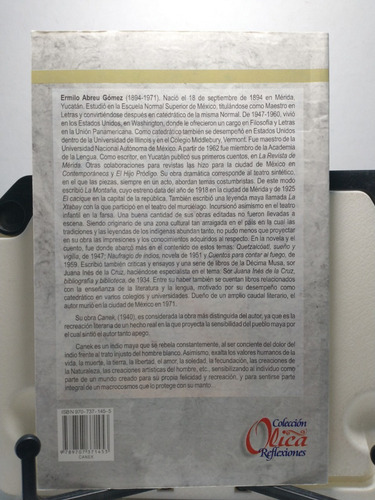 Ermilo Abreu Gómez (1894-1971). Nació el 18 de septiembre de 1894 en Mérida,
Yucatán. Estudió en la Escuela Normal Superior de México, titulándose como Maestro en
Letras y convirtiéndose después en catedrático de la misma Normal. De 1947-1960, vivió
en los Estados Unidos, en Washington, donde le ofrecieron un cargo en Filosofía y Letras
en la Unión Panamericana. Como catedrático también se desempeñó en Estados Unidos
dentro de la Universidad de Illinois y en el Colegio Middlebury, Vermont. Fue maestro de la
Universidad Nacional Autónoma de México. A partir de 1962 fue miembro de la Academia
de la Lengua. Como escritor, en Yucatán publicó sus primeros cuentos, en La Revista de
Mérida. Otras colaboraciones para revistas las hizo para la ciudad de México en
Contemporáneos y El Hijo Pródigo. Su obra dramática corresponde al teatro sintético,
en el que las piezas, siempre en un acto, abordan temas costumbristas. De este modo
escribió La Montaña, cuyo estreno data del año de 1918 en la ciudad de Mérida y de 1925
El cacique en la capital de la república. También escribió una leyenda maya llamada La
Xtabay con la que participó en el teatro del murciélago. Incursionó asimismo en el teatro
infantil en la farsa. Una buena cantidad de sus obras editadas no fueron llevadas a
escena. Siendo originario de una zona cultural tan arraigada en el país en la cual las
tradiciones y las leyendas de los indígenas abundan tanto, no pudo menos que proyectar
en su obra las impresiones y los conocimientos adquiridos al respecto. En la novela y el
cuento, fue donde abarcó más en el contenido de estos temas: Quetzalcóatl, sueño y
vigilia, de 1947; Naufragio de indios, novela de 1951 y Cuentos para contar al fuego, de
de 1959. Escribió también críticas y ensayos y una serie de libros de la Décima Musa, sor
Juana Inés de la Cruz, haciéndose especialista en el tema: Sor Juana Inés de la Cruz,
bibliografía y biblioteca, de 1934. Entre su haber también se cuentan libros relacionados
con la enseñanza de la literatura y la lengua, motivado por su desempeño como
catedrático en varios colegios y universidades. Dueño de un amplio caudal literario, el
autor murió en la ciudad de México en 1971.
Su obra Canek, (1940), es considerada la obra más distinguida del autor, ya que es la
recreación literaria de un hecho real en la que proyecta la sensibilidad del pueblo maya por
el cual sintió el autor tanto apego.
Canek es un indio maya que se rebela constantemente, al ser conciente del dolor del
indio frente al trato injusto del hombre blanco. Asimismo, exalta los valores humanos de la
vida, la muerte, la tierra, la libertad, el amor, la soledad, la fecundación, las creaciones de
la Naturaleza, las creaciones artísticas del hombre, etc., sensibilizando al individuo como
parte de un mundo creado para su propia felicidad y recreación, y para sentirse parte
integral de un macrocosmos que lo protege con su manto.
ISBN 970-737-145-5
9789707371453
CANEK
Colección
Olica
Reflexiones